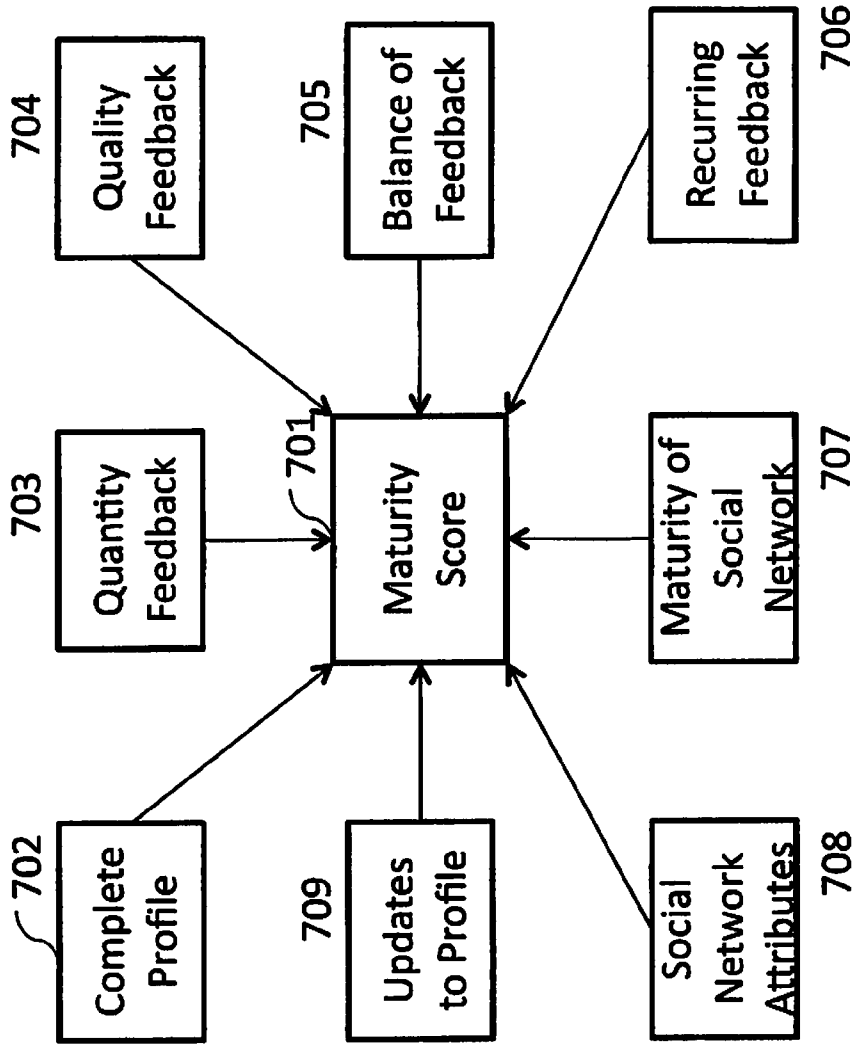 702
Complete
Profile
703
Quantity
Feedback
704
Quality
Feedback
709
Updates
to Profile
701
Maturity
Score
705
Balance of
Feedback
Social
Network
Attributes
708
Maturity of
Social
Network
707
Recurring
Feedback
706